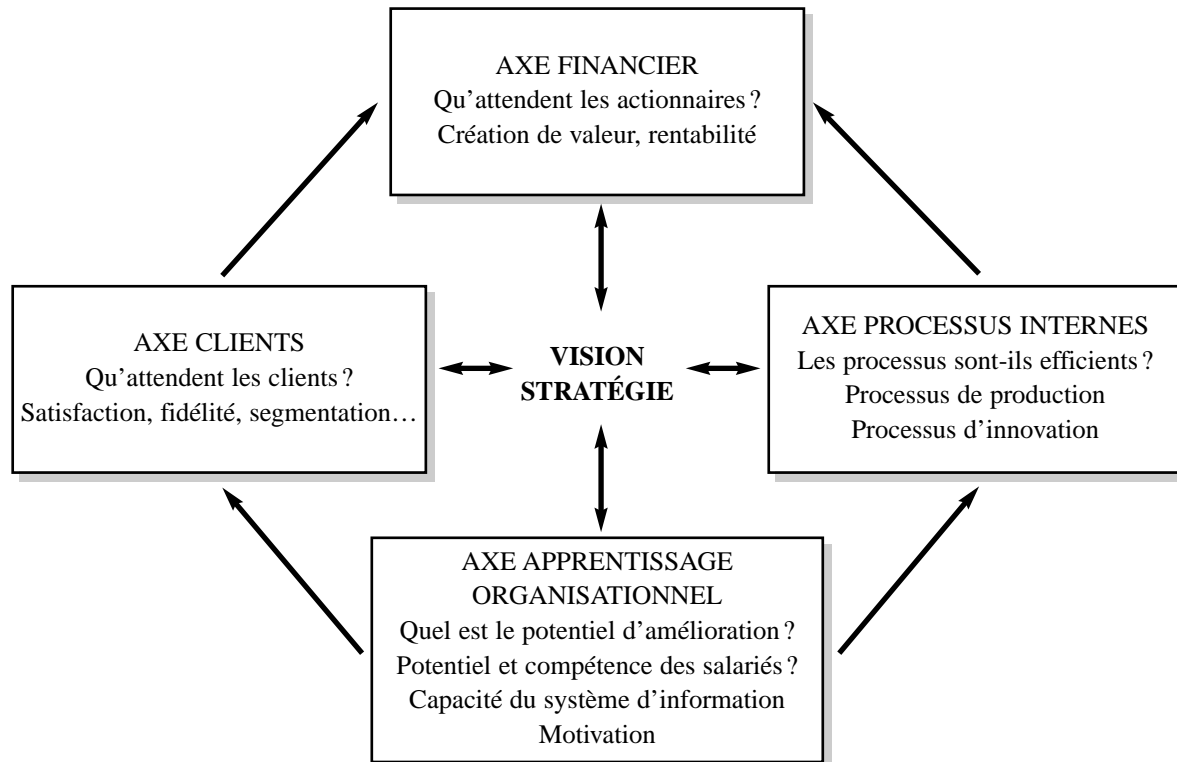 AXE FINANCIER
Qu’attendent les actionnaires ?
Création de valeur, rentabilité
AXE CLIENTS
Qu’attendent les clients ?
Satisfaction, fidélité, segmentation…
VISION
STRATÉGIE
AXE PROCESSUS INTERNES
Les processus sont-ils efficients ?
Processus de production
Processus d’innovation
AXE APPRENTISSAGE
ORGANISATIONNEL
Quel est le potentiel d’amélioration ?
Potentiel et compétence des salariés ?
Capacité du système d’information
Motivation